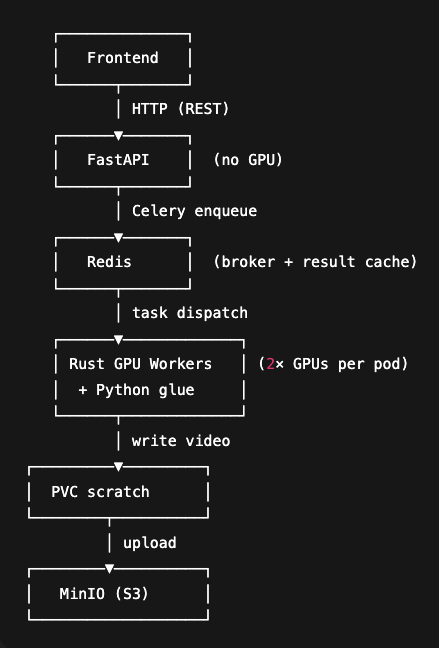 Frontend
HTTP (REST)
FastAPI (no GPU)
Celery enqueue
Redis (broker + result cache)
task dispatch
Rust GPU Workers (2× GPUs per pod)
+ Python glue
write video
PVC scratch
upload
MinIO (S3)